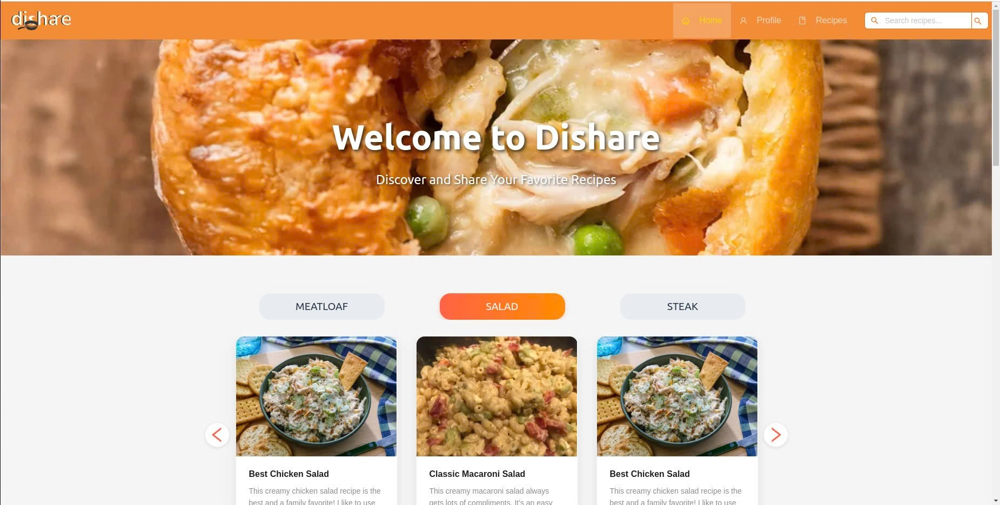 dishare
Home
Profile
Recipes
Search recipes...
Welcome to Dishare
Discover and Share Your Favorite Recipes
MEATLOAF
SALAD
STEAK
Best Chicken Salad
This creamy chicken salad recipe is the
best and a family favorite! I like to use
Classic Macaroni Salad
This creamy macaroni salad always
gets lots of compliments. It's an easy
Best Chicken Salad
This creamy chicken salad recipe is the
best and a family favorite! I like to use